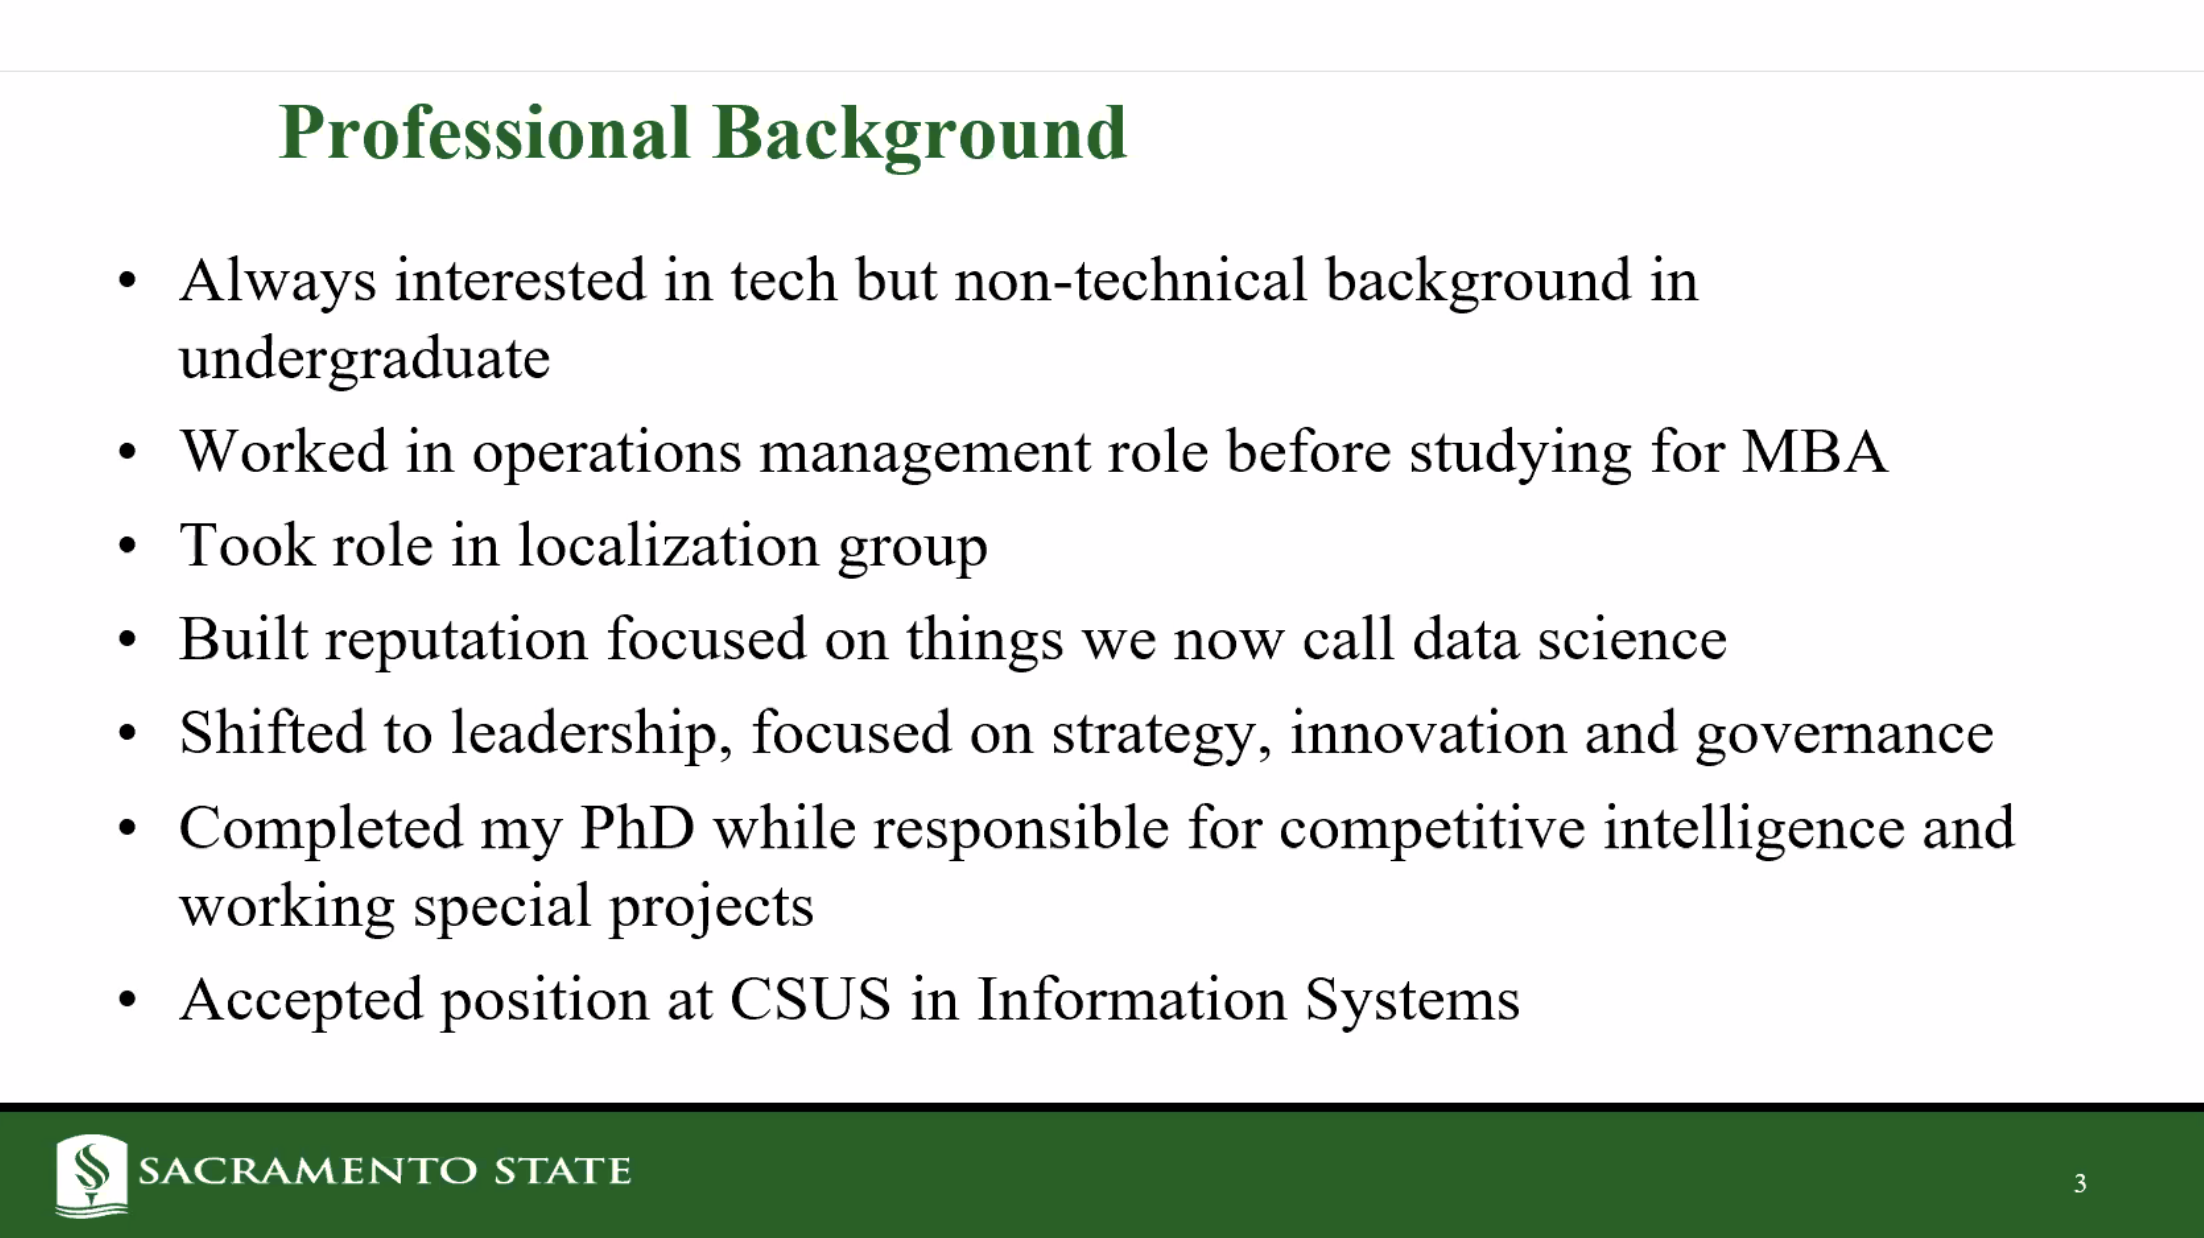 Professional Background
• Always interested in tech but non-technical background in
undergraduate
• Worked in operations management role before studying for MBA
• Took role in localization group
• Built reputation focused on things we now call data science
• Shifted to leadership, focused on strategy, innovation and governance
• Completed my PhD while responsible for competitive intelligence and
working special projects
• Accepted position at CSUS in Information Systems
SACRAMENTO STATE
3